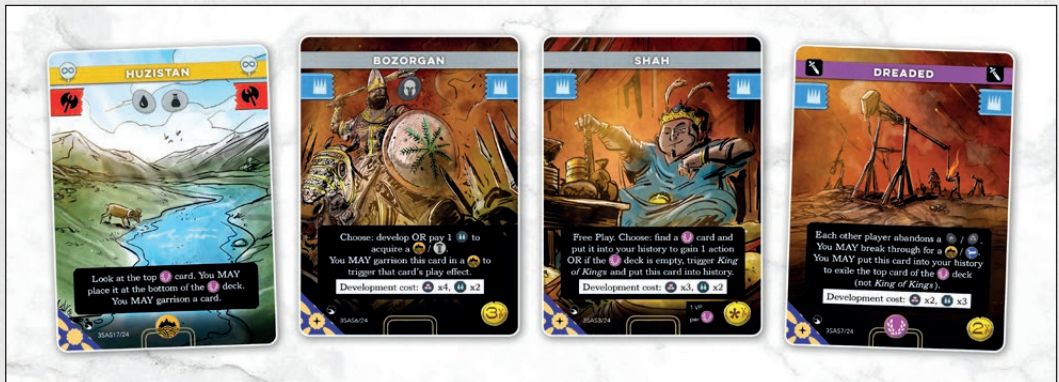 HUZISTAN
Look at the top card. You MAY
place it at the bottom of the deck.
You MAY garrison a card.
3SAS17/24
BOZORGAN
Choose: develop OR pay 1 to
acquire a /
You MAY garrison this card in a to
trigger that card's play effect.
Development cost: x4, x2
3SAS6/24
3
SHAH
Free Play. Choose: find a card and
put it into your history to gain 1 action
OR if the deck is empty, trigger King
of Kings and put this card into history.
Development cost: x3, x2
3SAS8/24
1 VP
per
*
DREADED
Each other player abandons a / .
You MAY break through for a / .
You MAY put this card into your history
to exile the top card of the deck
(not King of Kings).
Development cost: x2, x3
3SAS7/24
2